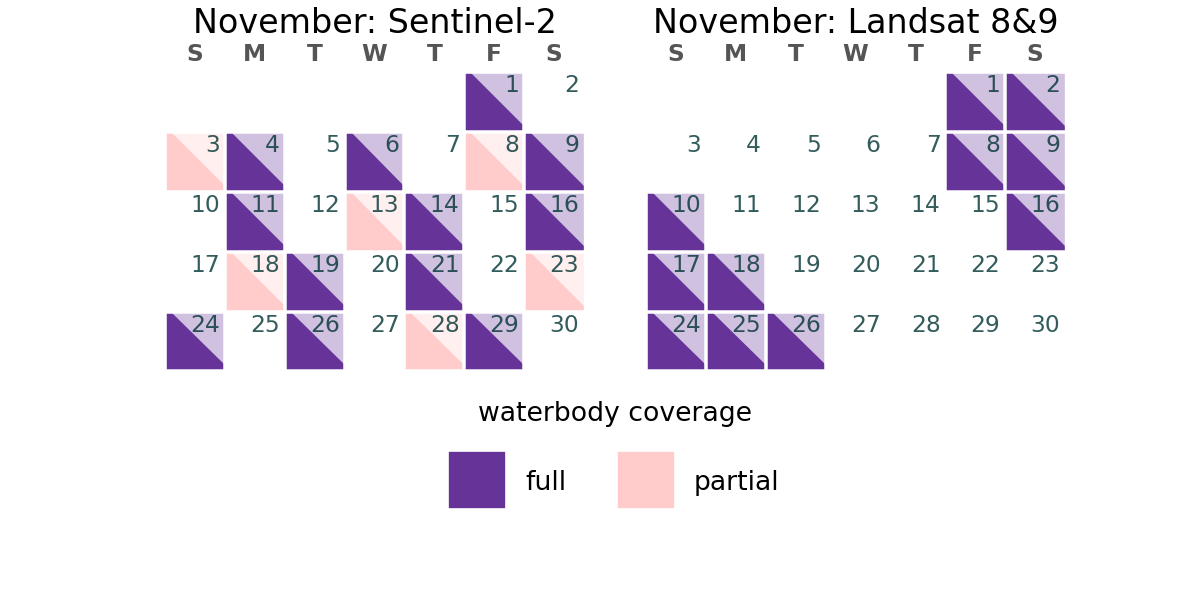 November: Sentinel-2
S M T W T F S
1 2
3 4 5 6 7 8 9
10 11 12 13 14 15 16
17 18 19 20 21 22 23
24 25 26 27 28 29 30
November: Landsat 8&9
S M T W T F S
1 2
3 4 5 6 7 8 9
10 11 12 13 14 15 16
17 18 19 20 21 22 23
24 25 26 27 28 29 30
waterbody coverage
full
partial